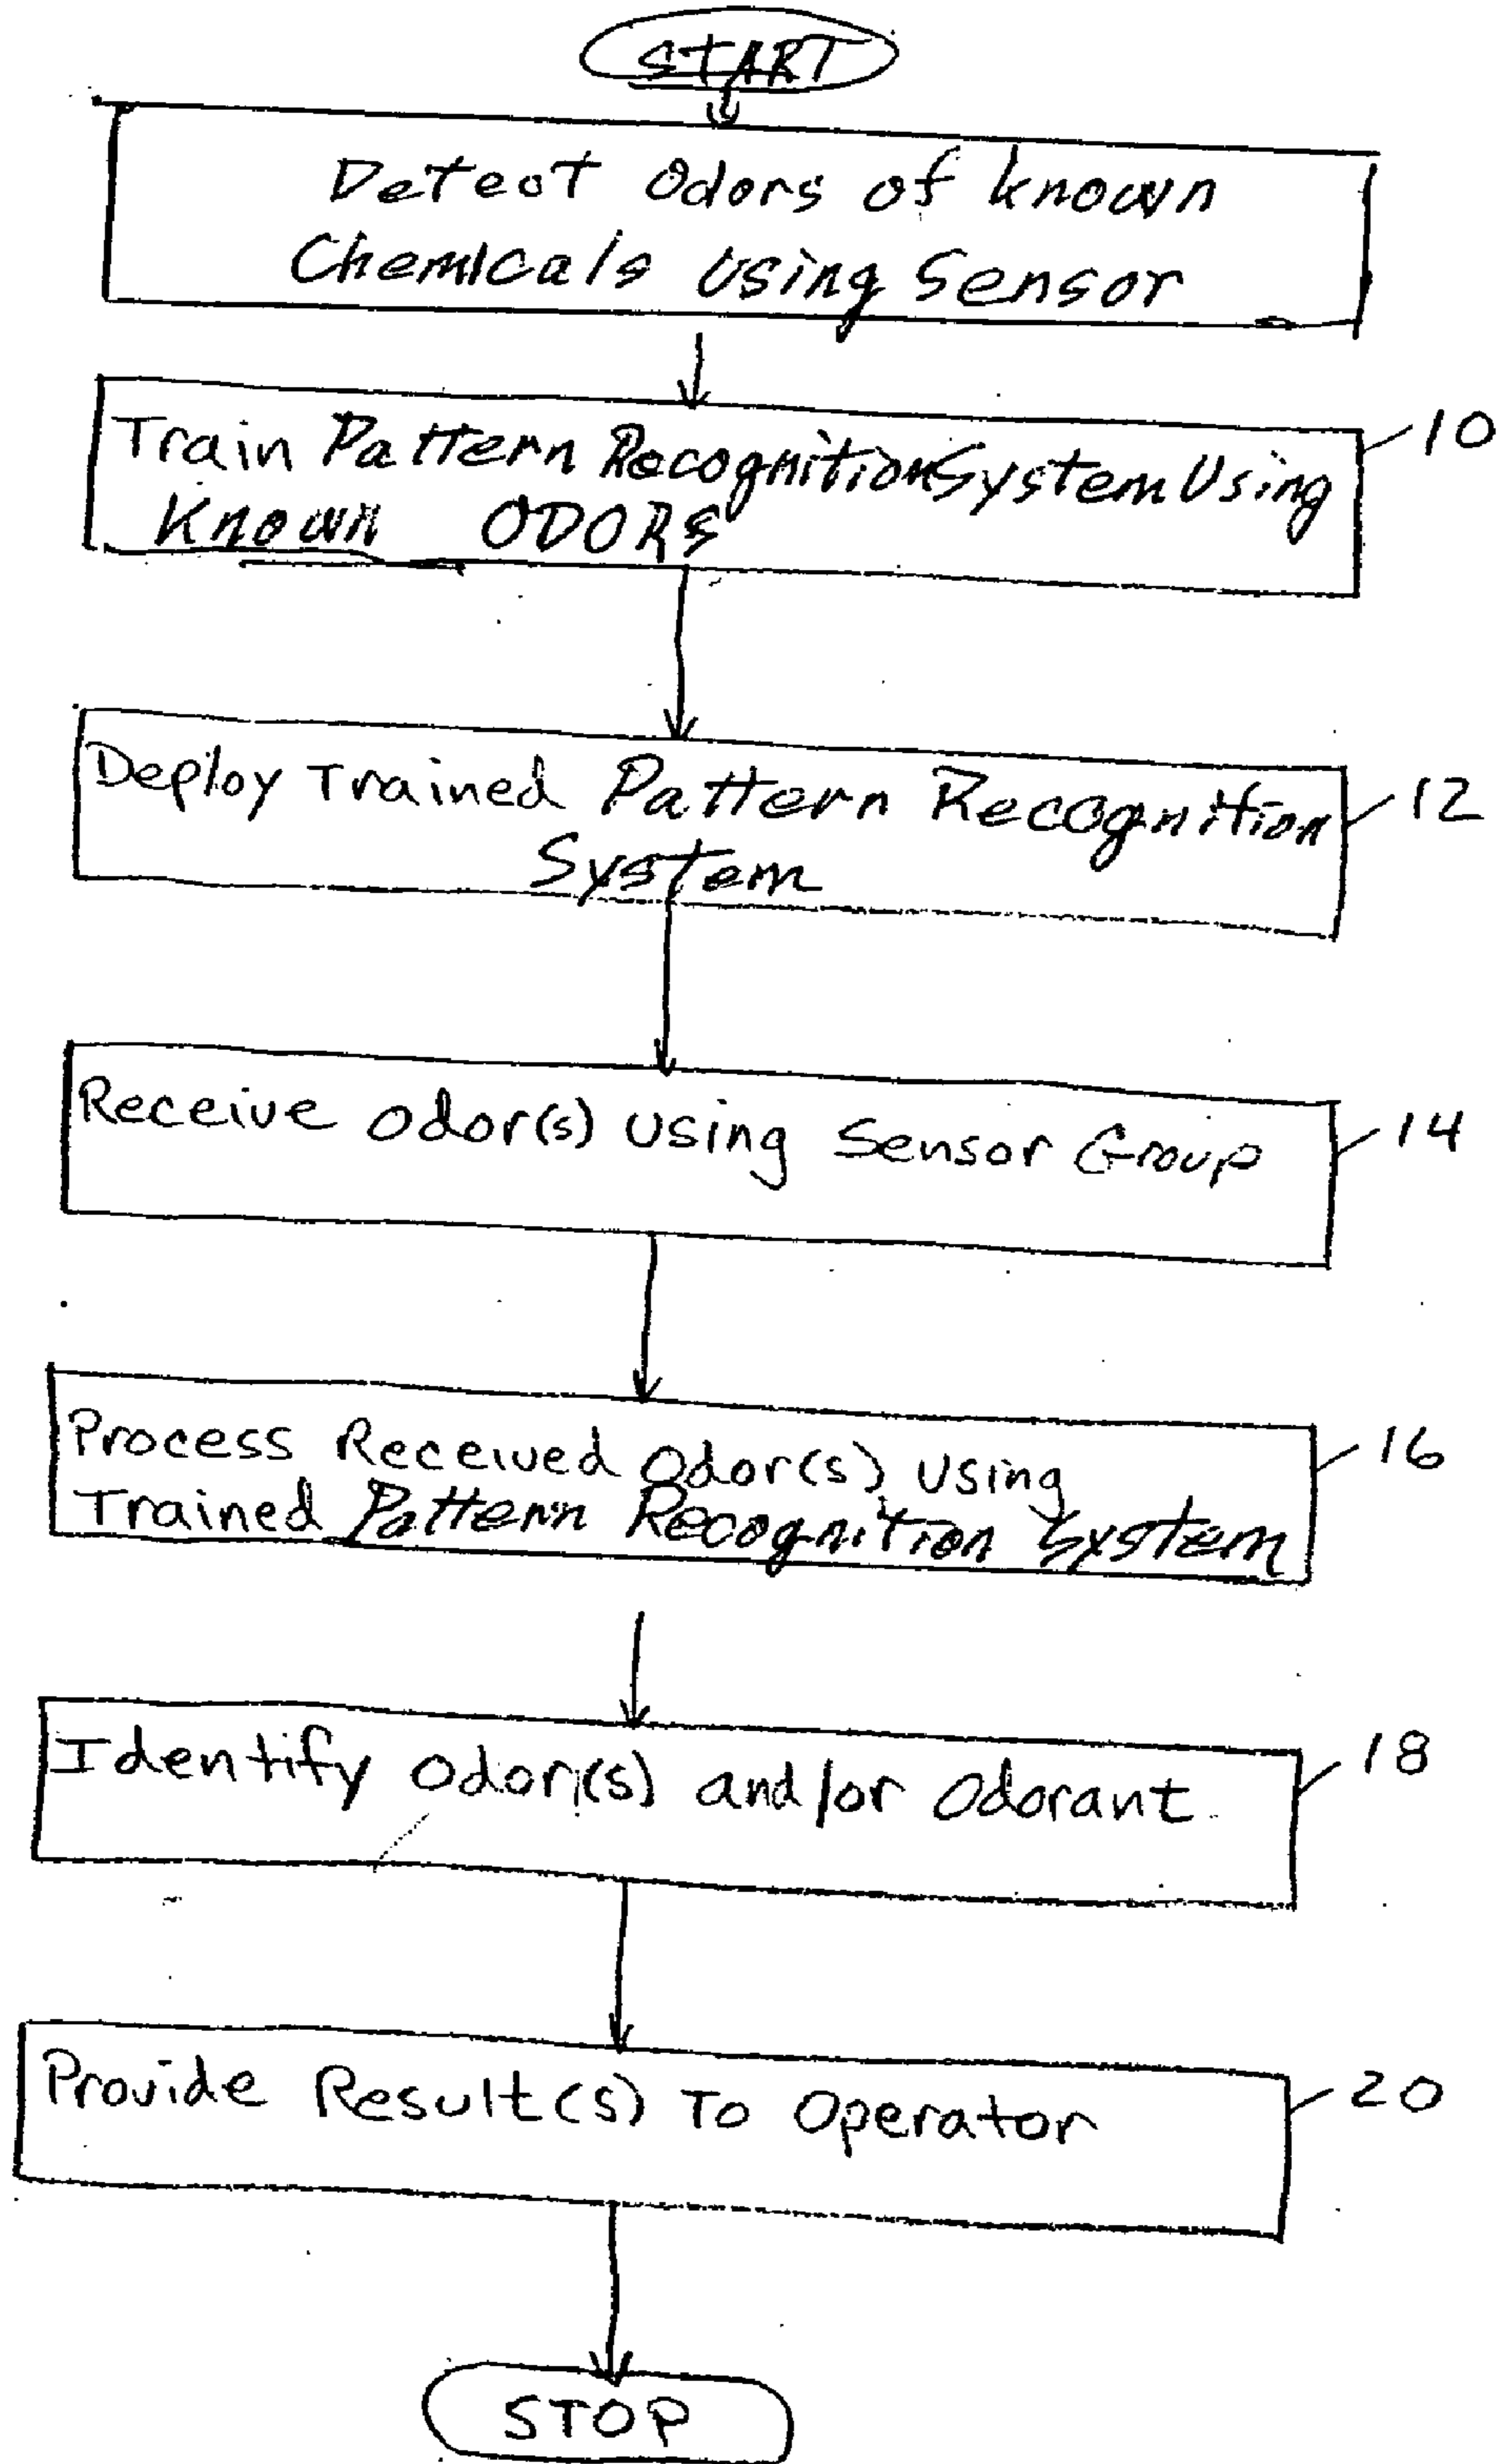 START
Detect Odors of known
Chemicals Using Sensor
Train Pattern Recognition System Using
Known ODORS
10
Deploy Trained Pattern Recognition
System
12
Receive Odor(s) Using Sensor Group
14
Process Received Odor(s) Using
Trained Pattern Recognition System
16
Identify Odor(s) and/or Odorant
18
Provide Result(s) To Operator
20
STOP